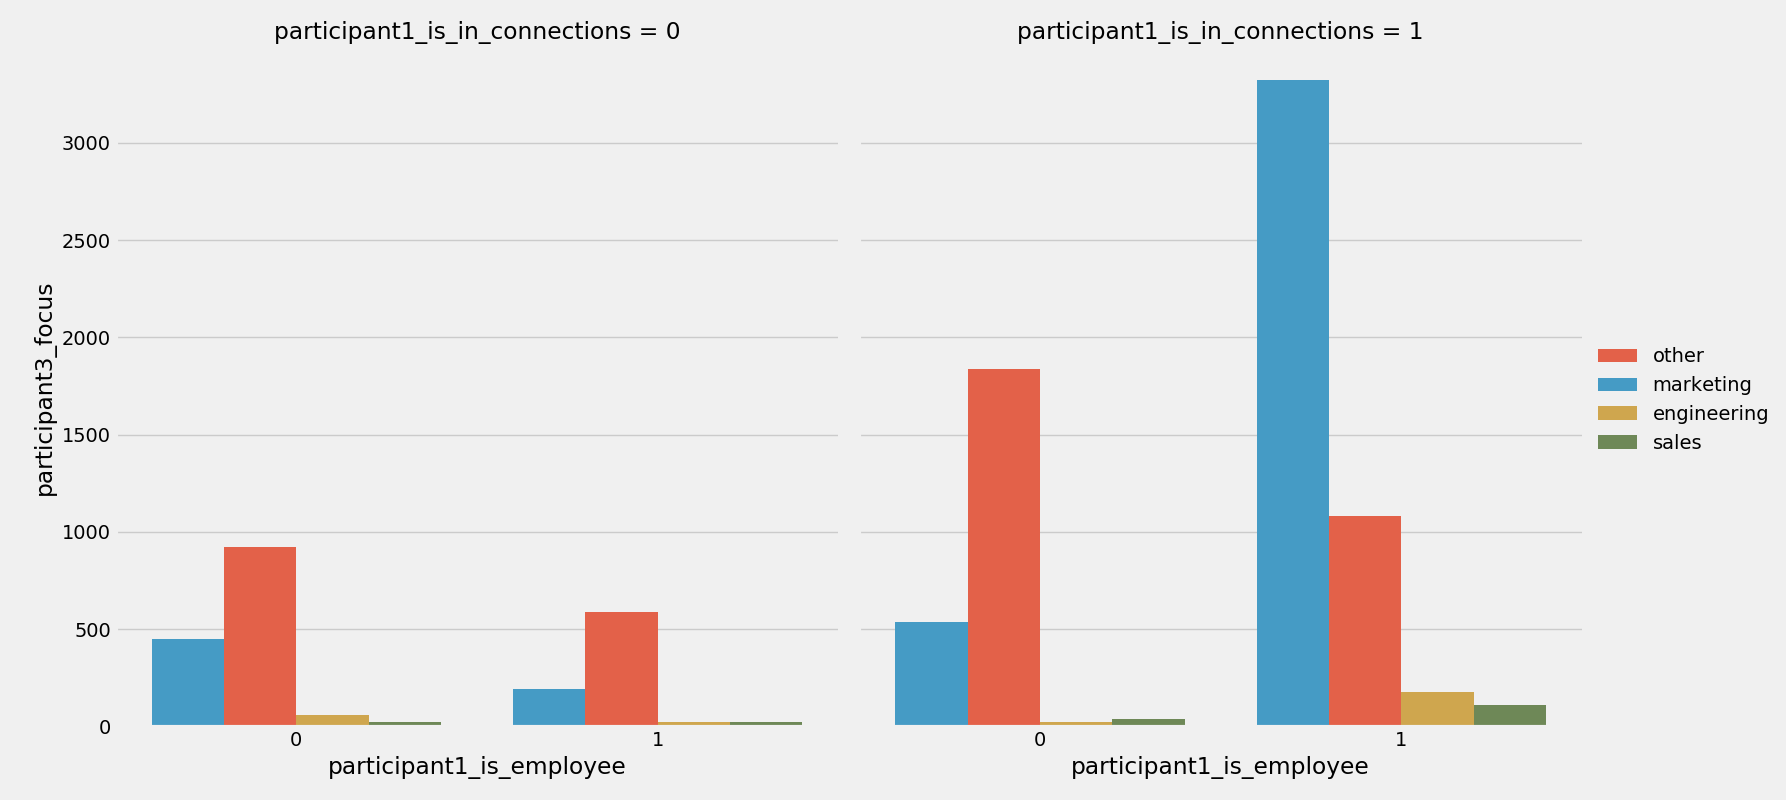 participant1_is_in_connections = 0
participant1_is_in_connections = 1
participant3_focus
3000
2500
2000
1500
1000
500
0
0
1
0
1
participant1_is_employee
participant1_is_employee
other
marketing
engineering
sales